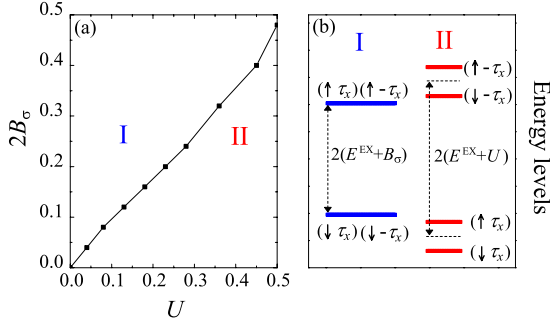 (a)
2Bσ
0.5
0.4
0.3
0.2
0.1
0.0
I
II
0.0 0.1 0.2 0.3 0.4 0.5
U
(b)
I
II
(↑ τx)(↑ -τx)
2(E^EX+Bσ)
(↓ τx)(↓ -τx)
(↑ -τx)
(↓ -τx)
2(E^EX+U)
(↑ τx)
(↓ τx)
Energy levels